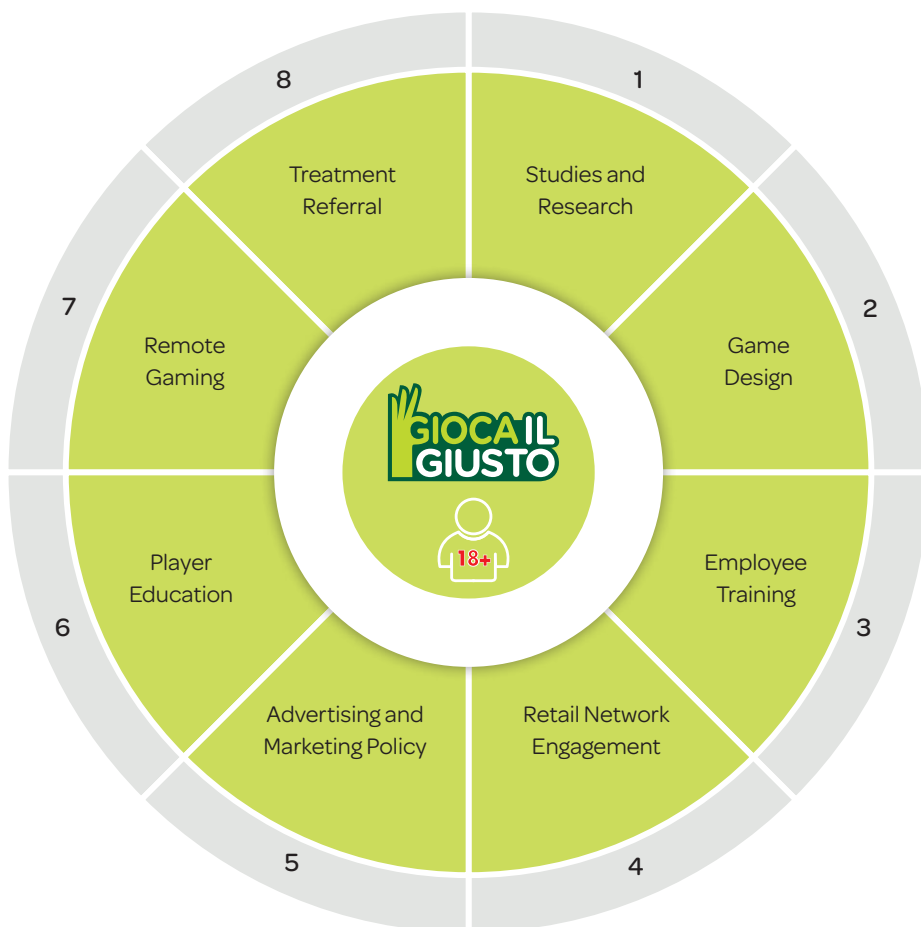 1
Studies and
Research
2
Game
Design
3
Employee
Training
4
Retail Network
Engagement
5
Advertising and
Marketing Policy
6
Player
Education
7
Remote
Gaming
8
Treatment
Referral
GIOCA IL
GIUSTO
18+